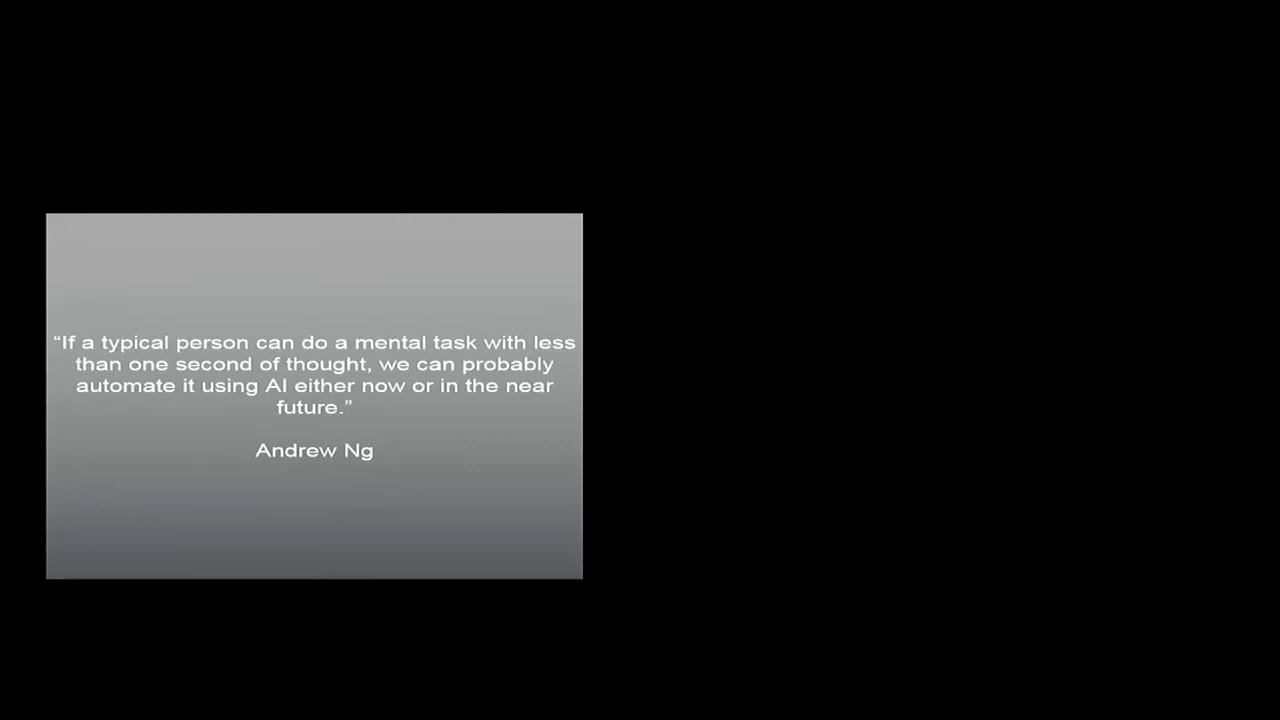 “If a typical person can do a mental task with less
than one second of thought, we can probably
automate it using AI either now or in the near
future.”
Andrew Ng